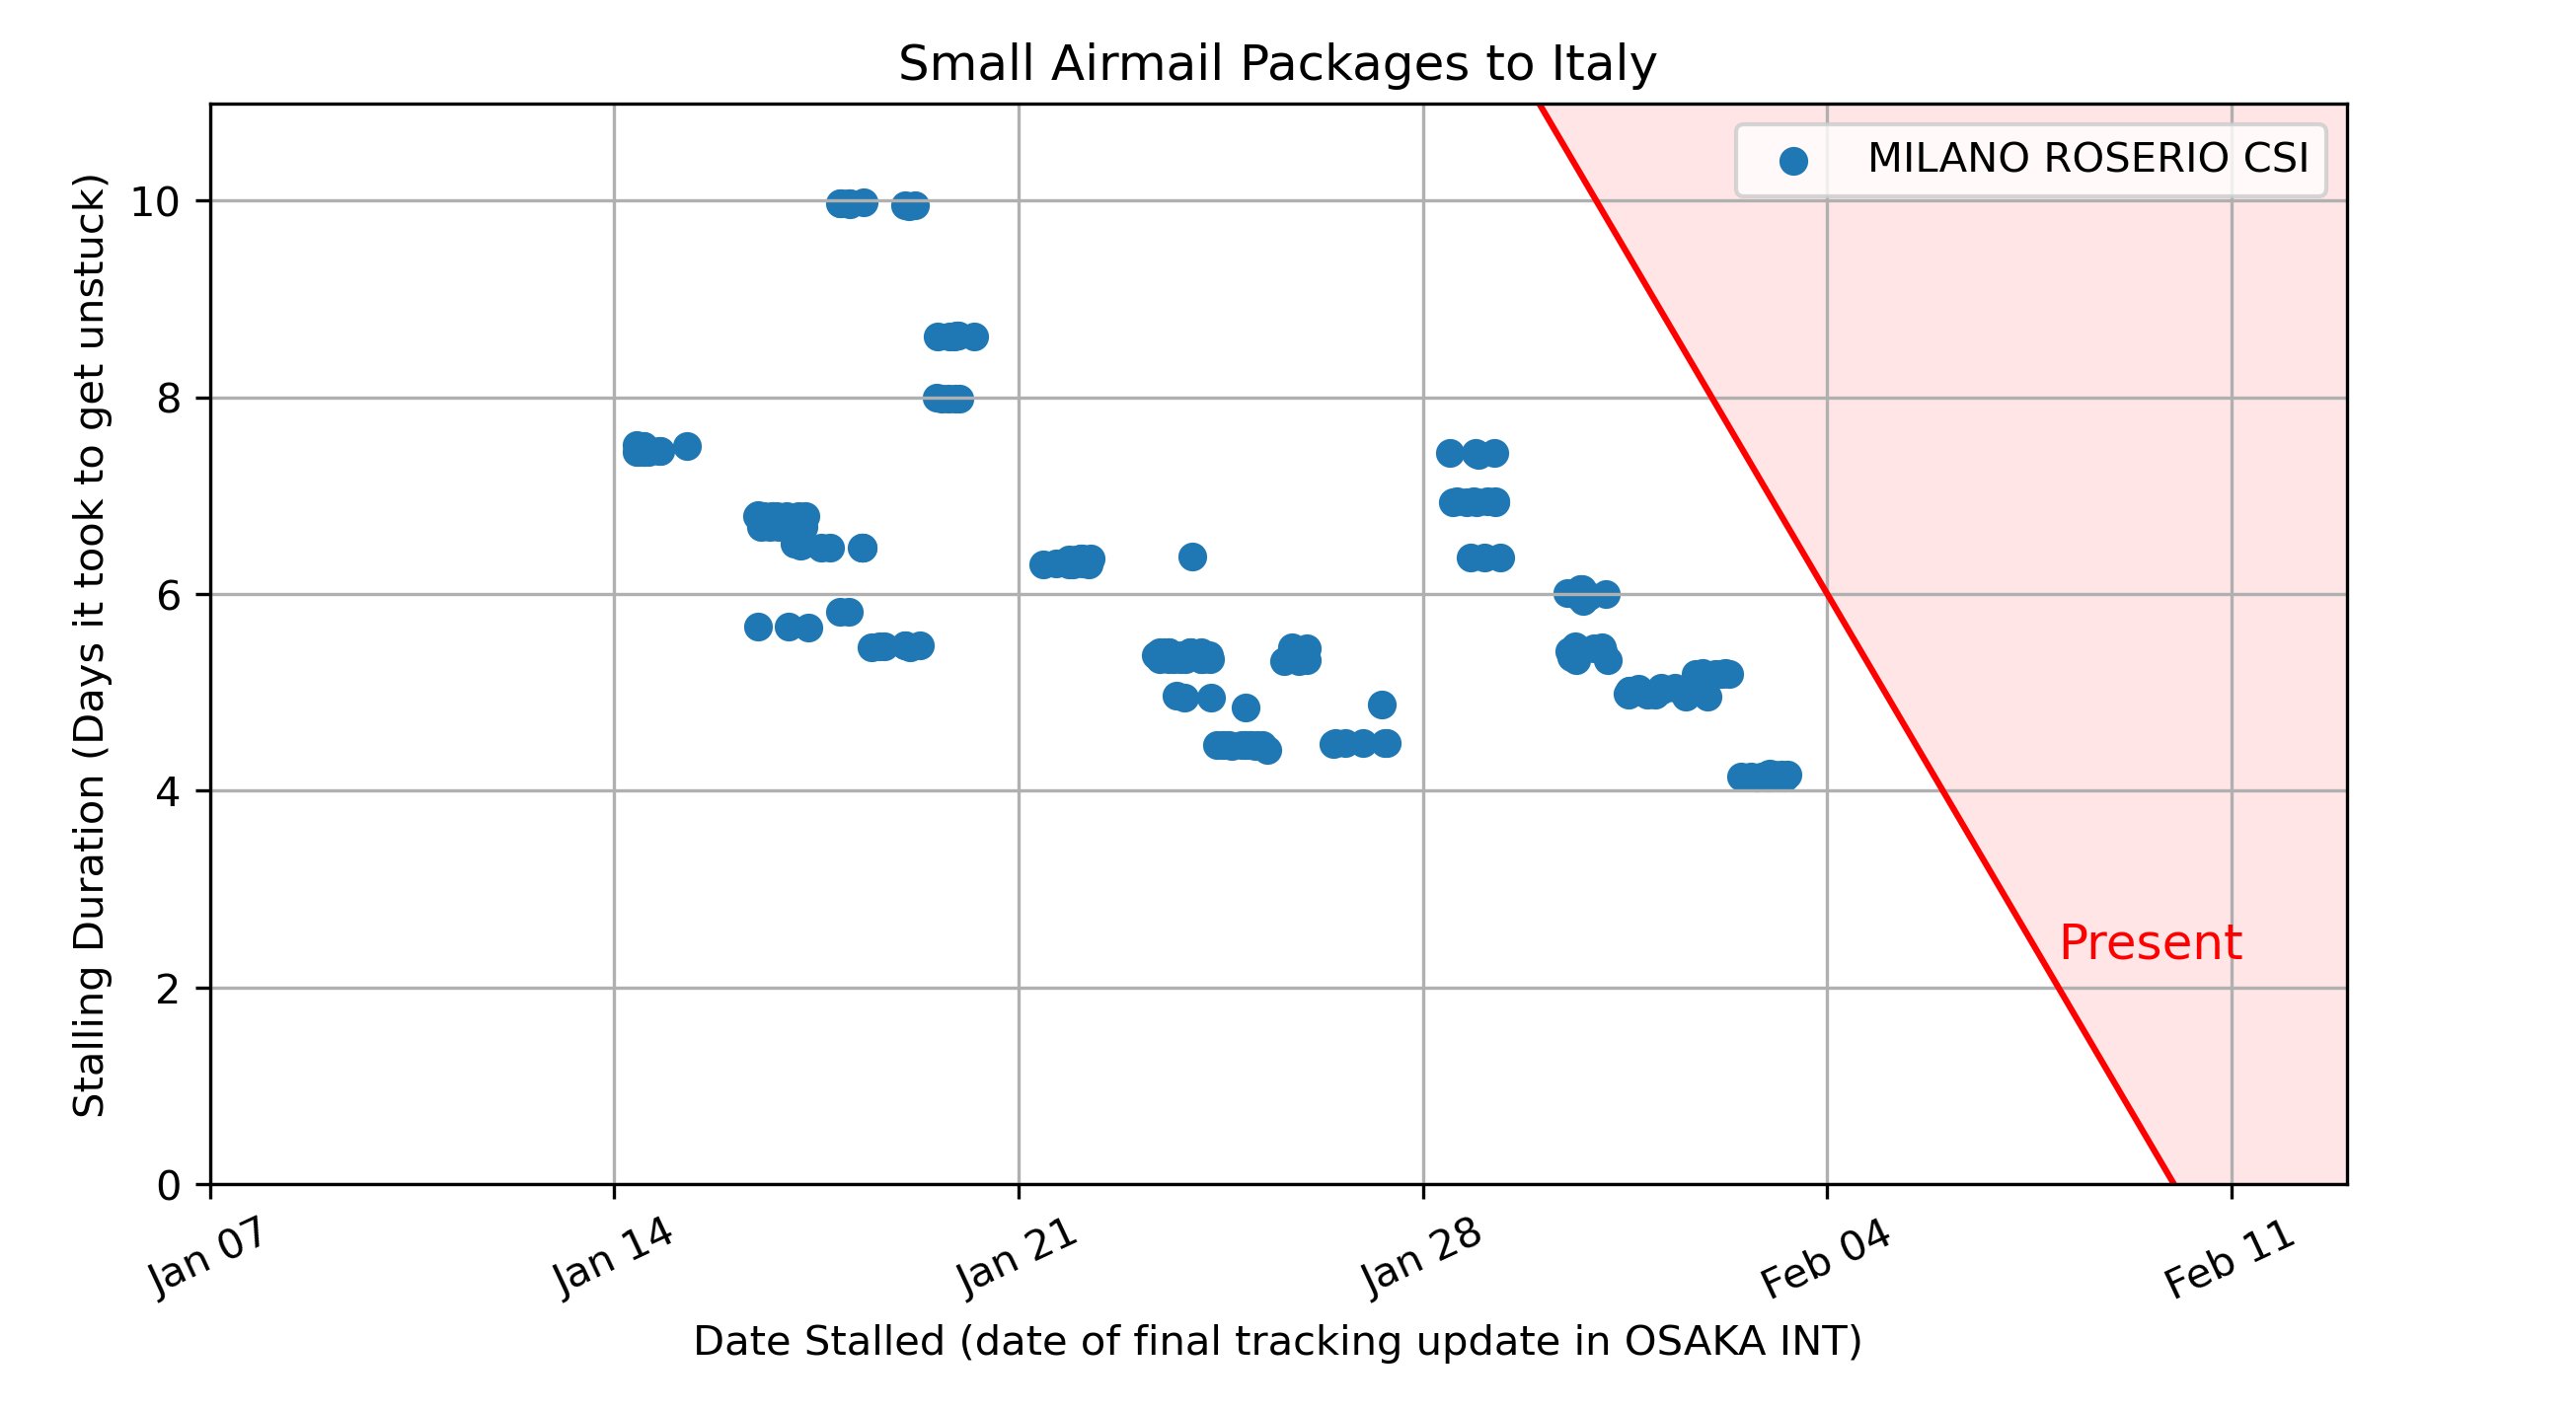 Small Airmail Packages to Italy
MILANO ROSERIO CSI
Stalling Duration (Days it took to get unstuck)
10
8
6
4
2
0
Present
Jan 07
Jan 14
Jan 21
Jan 28
Feb 04
Feb 11
Date Stalled (date of final tracking update in OSAKA INT)